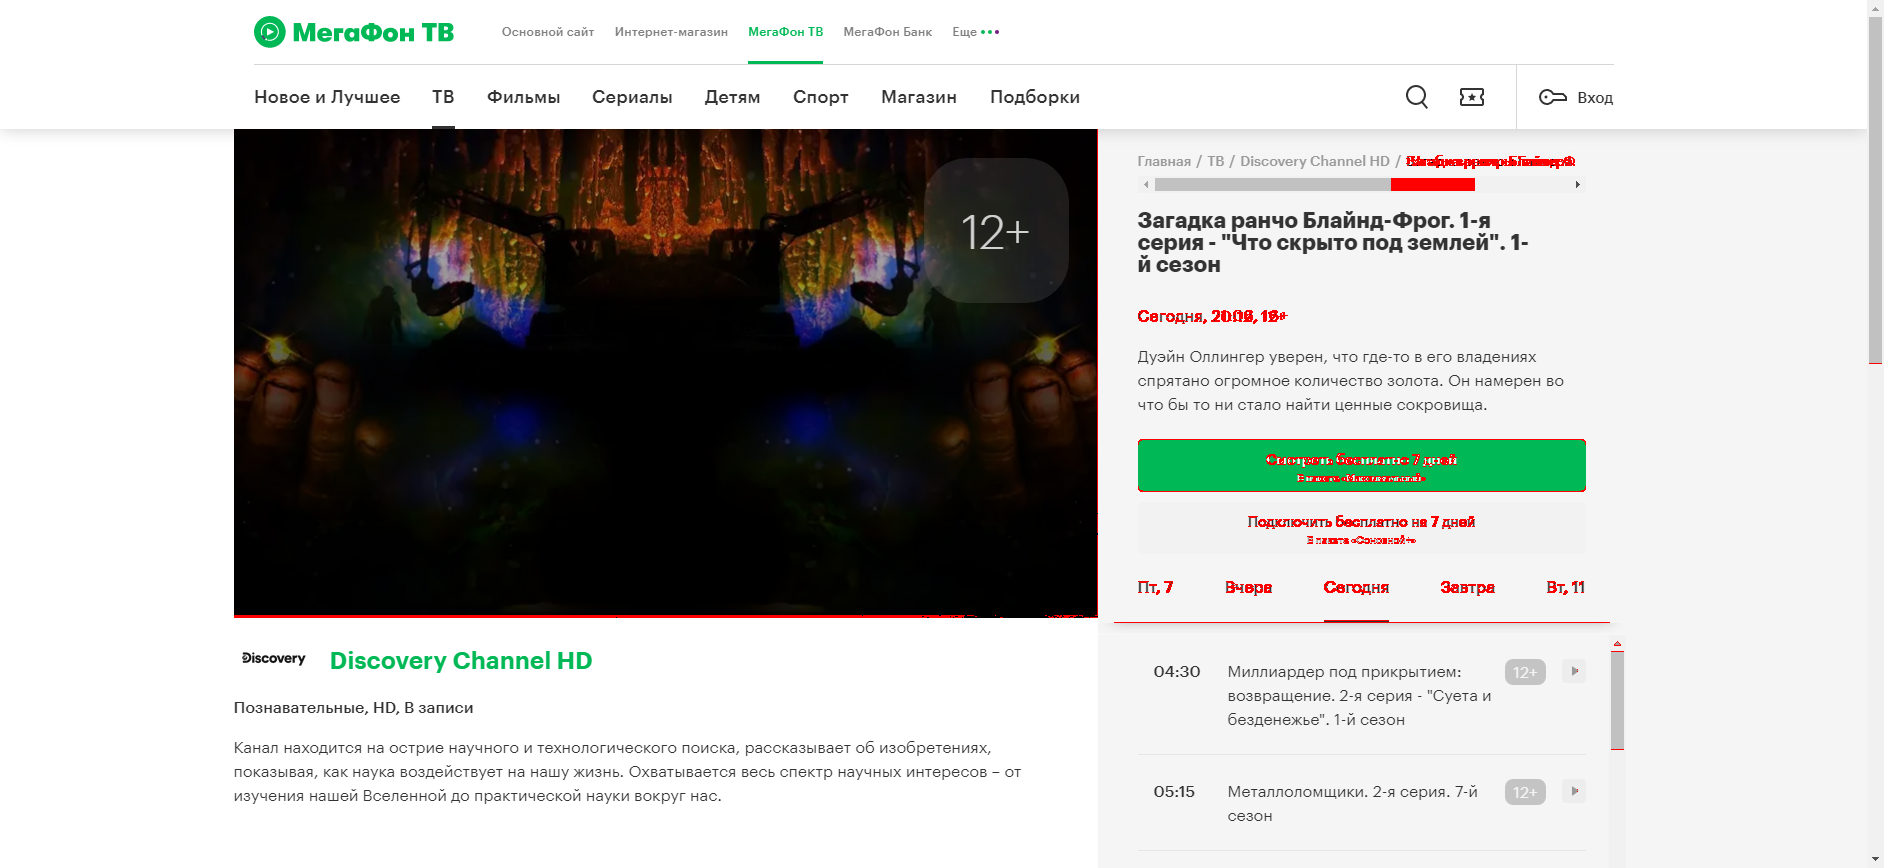 МегаФон ТВ
Основной сайт
Интернет-магазин
МегаФон ТВ
МегаФон Банк
Еще
Новое и Лучшее
ТВ
Фильмы
Сериалы
Детям
Спорт
Магазин
Подборки
Вход
12+
Главная / ТВ / Discovery Channel HD /
Загадка ранчо Блайнд-Фрог. 1-я
серия - "Что скрыто под землей". 1-
й сезон
Сегодня,
Дуэйн Оллингер уверен, что где-то в его владениях
спрятано огромное количество золота. Он намерен во
что бы то ни стало найти ценные сокровища.
бесплатно 7 дней
Подключить бесплатно на 7 дней
В пакете «Основной+»
Пт, 7
Вчера
Сегодня
Завтра
Вт, 11
Discovery
Discovery Channel HD
Познавательные, HD, В записи
Канал находится на острие научного и технологического поиска, рассказывает об изобретениях,
показывая, как наука воздействует на нашу жизнь. Охватывается весь спектр научных интересов – от
изучения нашей Вселенной до практической науки вокруг нас.
04:30
Миллиардер под прикрытием:
возвращение. 2-я серия - "Суета и
безденежье". 1-й сезон
12+
05:15
Металлоломщики. 2-я серия. 7-й
сезон
12+